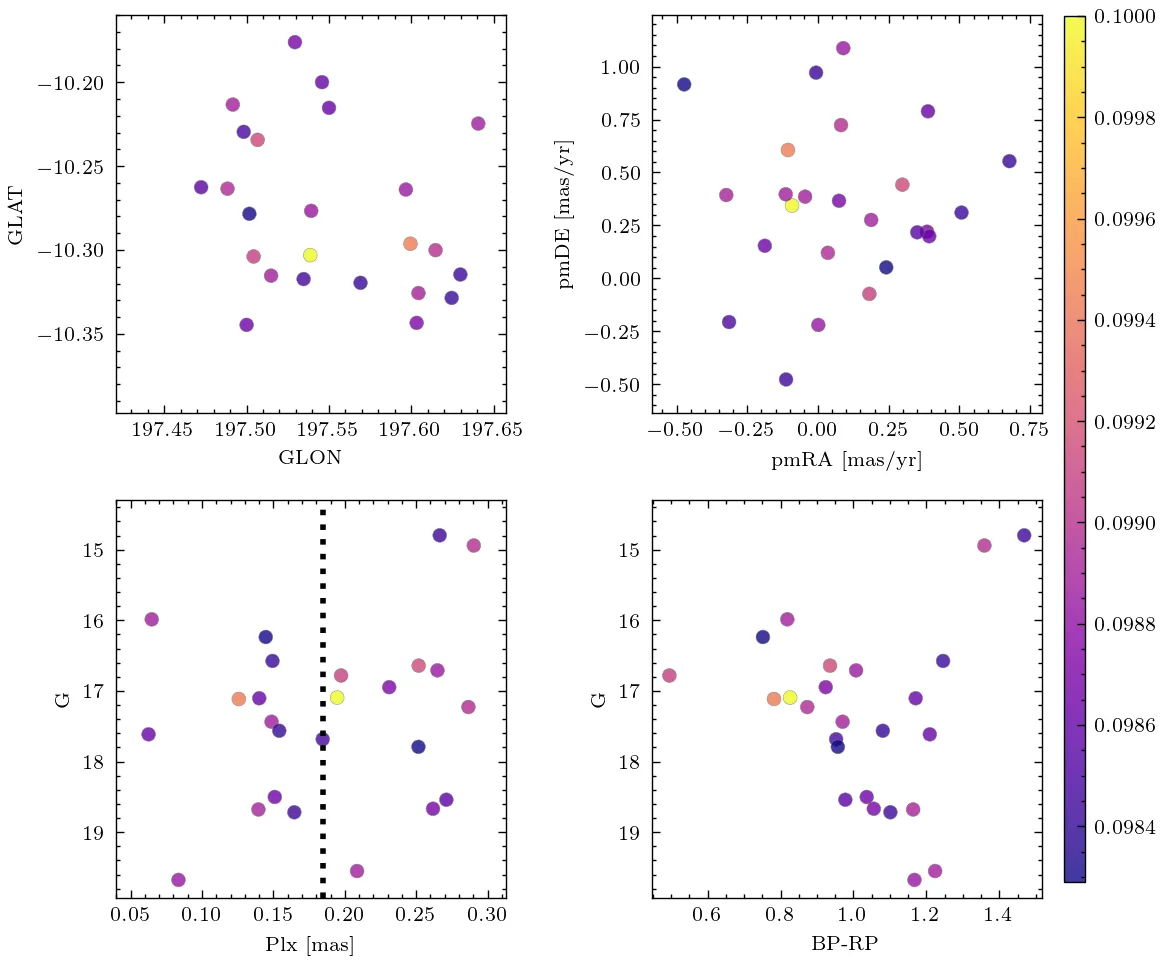 −10.20
−10.25
−10.30
−10.35
GLAT
197.45 197.50 197.55 197.60 197.65
GLON
1.00
0.75
0.50
0.25
0.00
−0.25
−0.50
pmDE [mas/yr]
−0.50 −0.25 0.00 0.25 0.50 0.75
pmRA [mas/yr]
0.1000
0.0998
0.0996
0.0994
0.0992
0.0990
0.0988
0.0986
0.0984
15
16
17
18
19
G
0.05 0.10 0.15 0.20 0.25 0.30
Plx [mas]
15
16
17
18
19
G
0.6 0.8 1.0 1.2 1.4
BP-RP